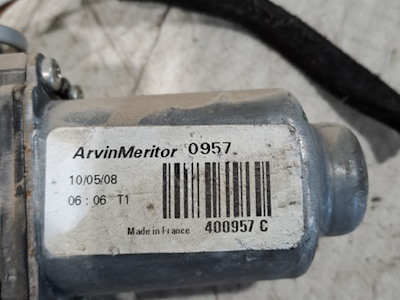 ArvinMeritor 0957
10/05/08
06 : 06 T1
Made in France 400957 C